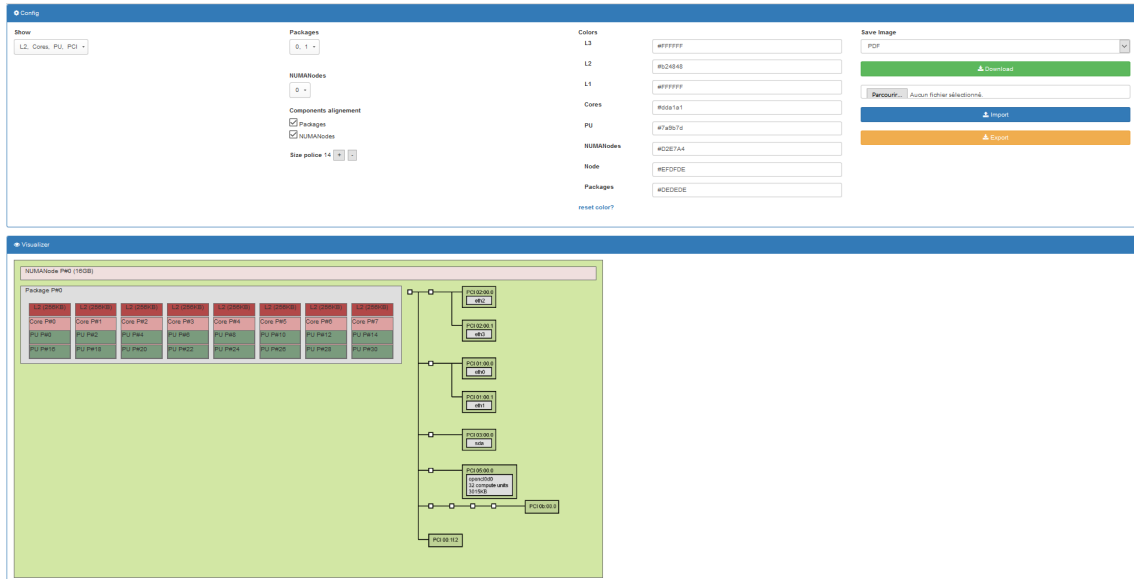 Config
Show
L2, Cores, PU, PCI
Packages
0, 1
NUMANodes
0
Components alignement
Packages
NUMANodes
Size police 14 + -
Colors
L3 #FFFFFF
L2 #b24848
L1 #FFFFFF
Cores #dda1a1
PU #7a9b7d
NUMANodes #D2E7A4
Node #EFDFDE
Packages #DEDEDE
reset color?
Save Image
PDF
Download
Parcourir... Aucun fichier sélectionné.
Import
Export
Visualizer
NUMANode P#0 (16GB)
Package P#0
L2 (256KB) L2 (256KB) L2 (256KB) L2 (256KB) L2 (256KB) L2 (256KB) L2 (256KB) L2 (256KB)
Core P#0 Core P#1 Core P#2 Core P#3 Core P#4 Core P#5 Core P#6 Core P#7
PU P#0 PU P#2 PU P#4 PU P#6 PU P#8 PU P#10 PU P#12 PU P#14
PU P#16 PU P#18 PU P#20 PU P#22 PU P#24 PU P#26 PU P#28 PU P#30
PCI 02:00.0
eth2
PCI 02:00.1
eth3
PCI 01:00.0
eth0
PCI 01:00.1
eth1
PCI 03:00.0
sda
PCI 05:00.0
opencl0d0
32 compute units
3015KB
PCI 0b:00.0
PCI 00:1f.2